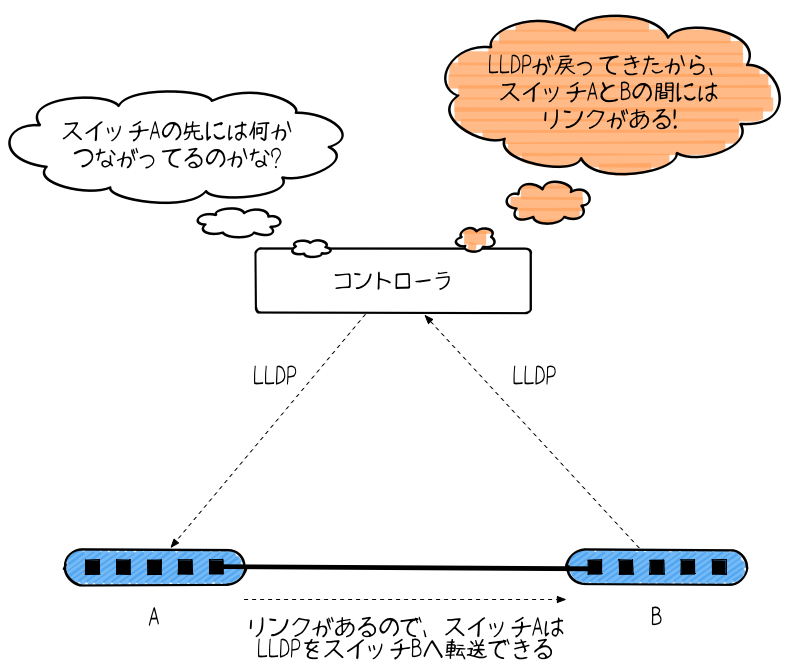 LLDPが戻ってきたから、
スイッチAとBの間には
リンクがある!
スイッチAの先には何か
つながってるのかな?
コントローラ
LLDP
LLDP
A
B
リンクがあるので、スイッチAは
LLDPをスイッチBへ転送できる